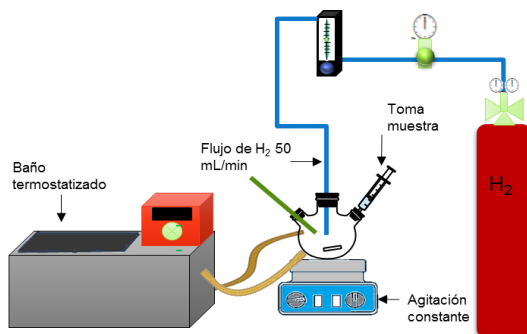 Toma
muestra
Flujo de H₂ 50
mL/min
Baño
termostatizado
H₂
Agitación
constante